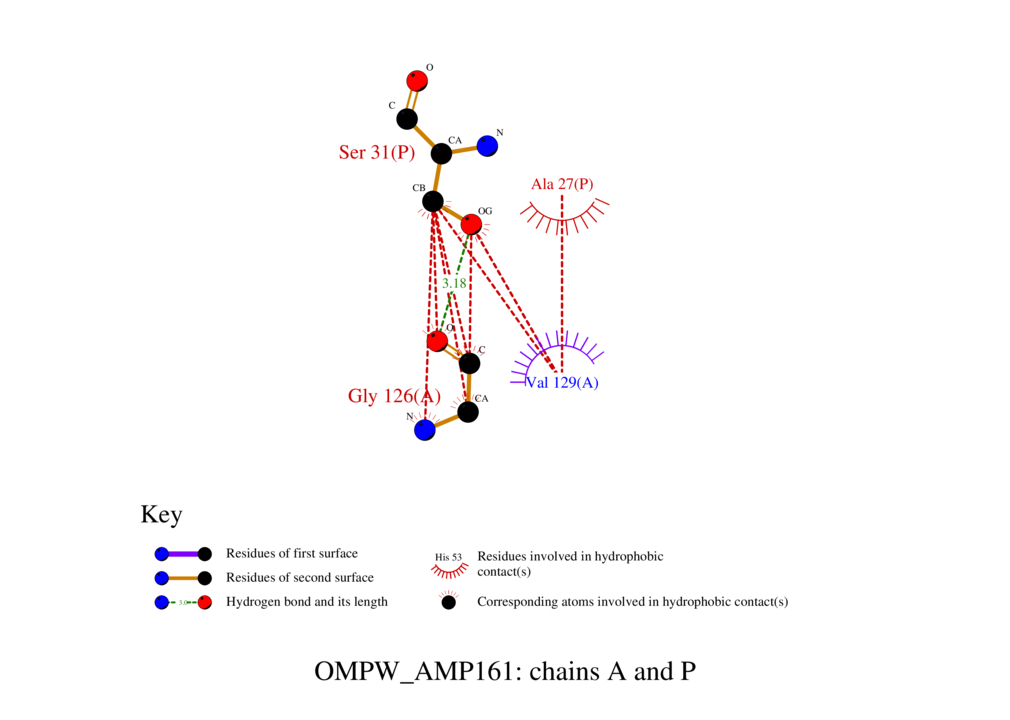 O
C
CA
N
Ser 31(P)
Ala 27(P)
CB
OG
3.18
O
C
Val 129(A)
Gly 126(A)
CA
N
Key
Residues of first surface
Residues of second surface
3.0
Hydrogen bond and its length
His 53
Residues involved in hydrophobic
contact(s)
Corresponding atoms involved in hydrophobic contact(s)
OMPW_AMP161: chains A and P